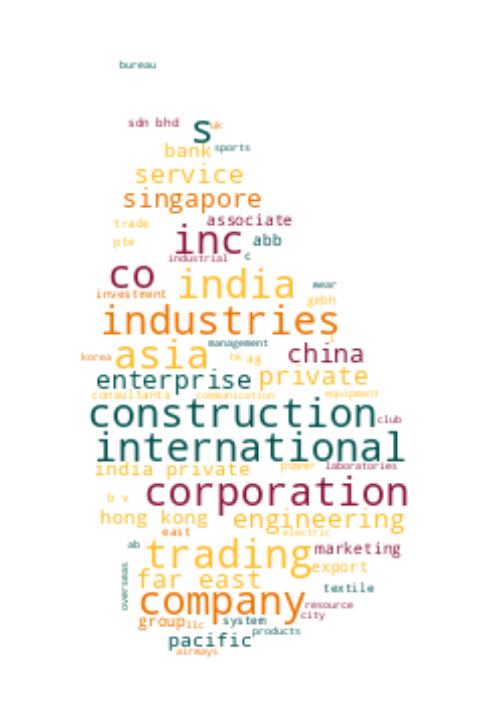 bureau
sdn bhd
s
uk
bank
sports
service
singapore
associate
trade
inc
abb
pte
industrial
c
co
india
wear
investment
gmbh
industries
asia
management
korea
hk
ag
china
enterprise
private
consultants
communication
equipment
construction
club
international
india private
power
laboratories
corporation
b v
hong kong
engineering
east
electric
ab
trading
marketing
export
far east
overseas
textile
company
resource
city
group
llc
system
products
pacific
airways